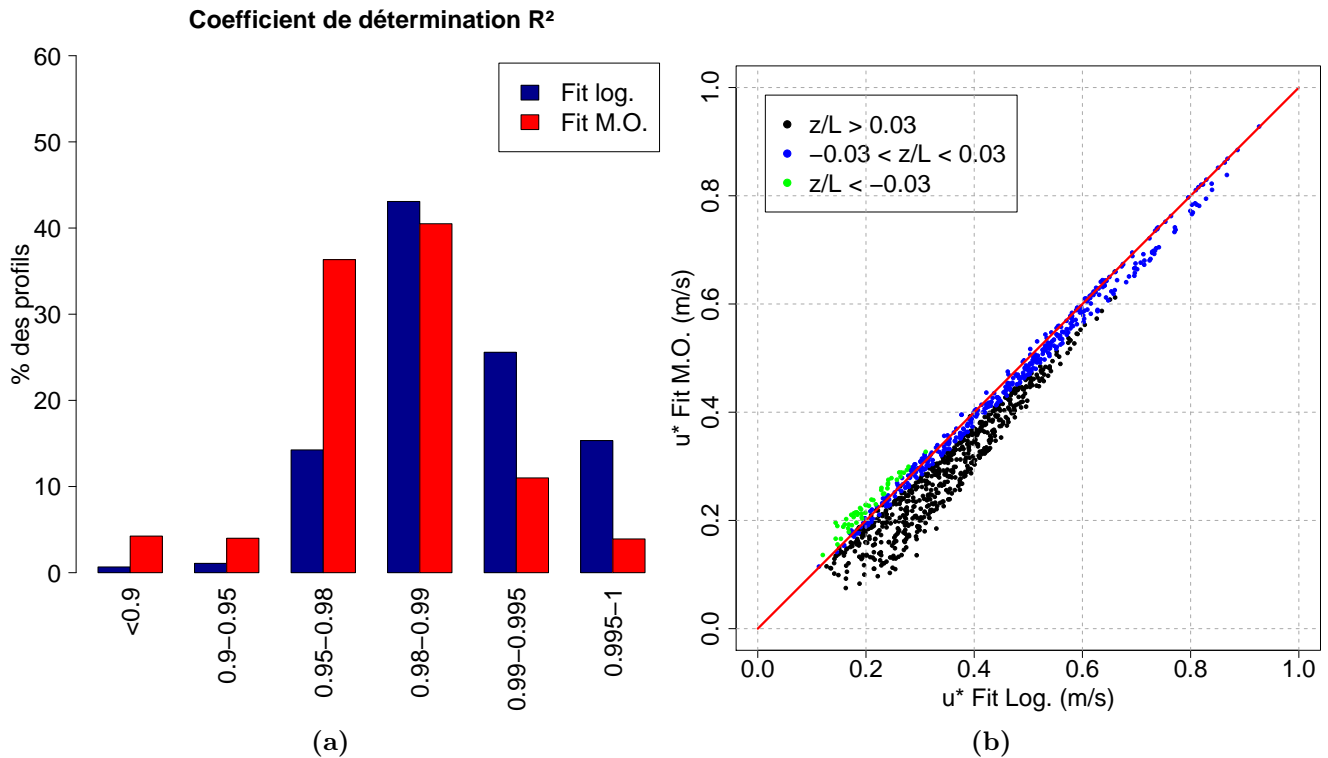 Coefficient de détermination R²
% des profils
60
50
40
30
20
10
0
Fit log.
Fit M.O.
<0.9
0.9−0.95
0.95−0.98
0.98−0.99
0.99−0.995
0.995−1
(a)
u* Fit M.O. (m/s)
1.0
0.8
0.6
0.4
0.2
0.0
z/L > 0.03
−0.03 < z/L < 0.03
z/L < −0.03
0.0 0.2 0.4 0.6 0.8 1.0
u* Fit Log. (m/s)
(b)